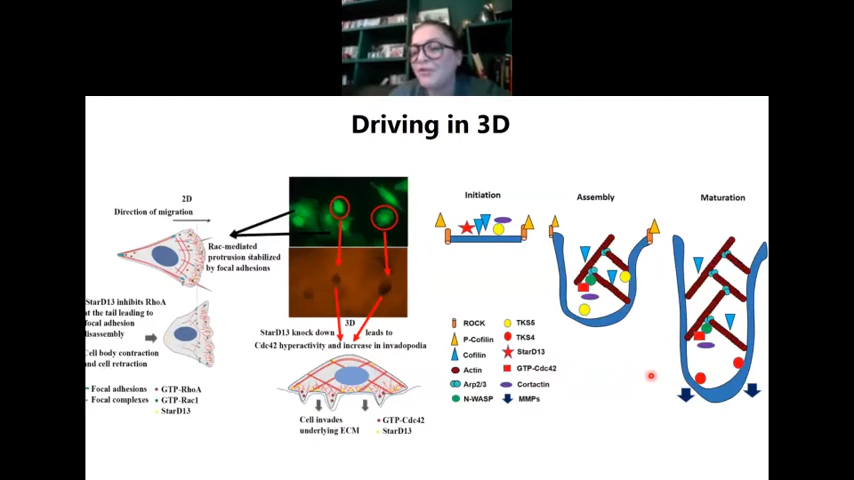 Driving in 3D
2D
Direction of migration
Rac-mediated
protrusion stabilized
by focal adhesions
StarD13 inhibits RhoA
at the tail leading to
focal adhesion
disassembly
Cell body contraction
and cell retraction
Focal adhesions
Focal complexes
GTP-RhoA
GTP-Rac1
StarD13
3D
StarD13 knock down leads to
Cdc42 hyperactivity and increase in invadopodia
Cell invades
underlying ECM
GTP-Cdc42
StarD13
Initiation
Assembly
Maturation
ROCK
P-Cofilin
Cofilin
Actin
Arp2/3
N-WASP
TKS5
TKS4
StarD13
GTP-Cdc42
Cortactin
MMPs